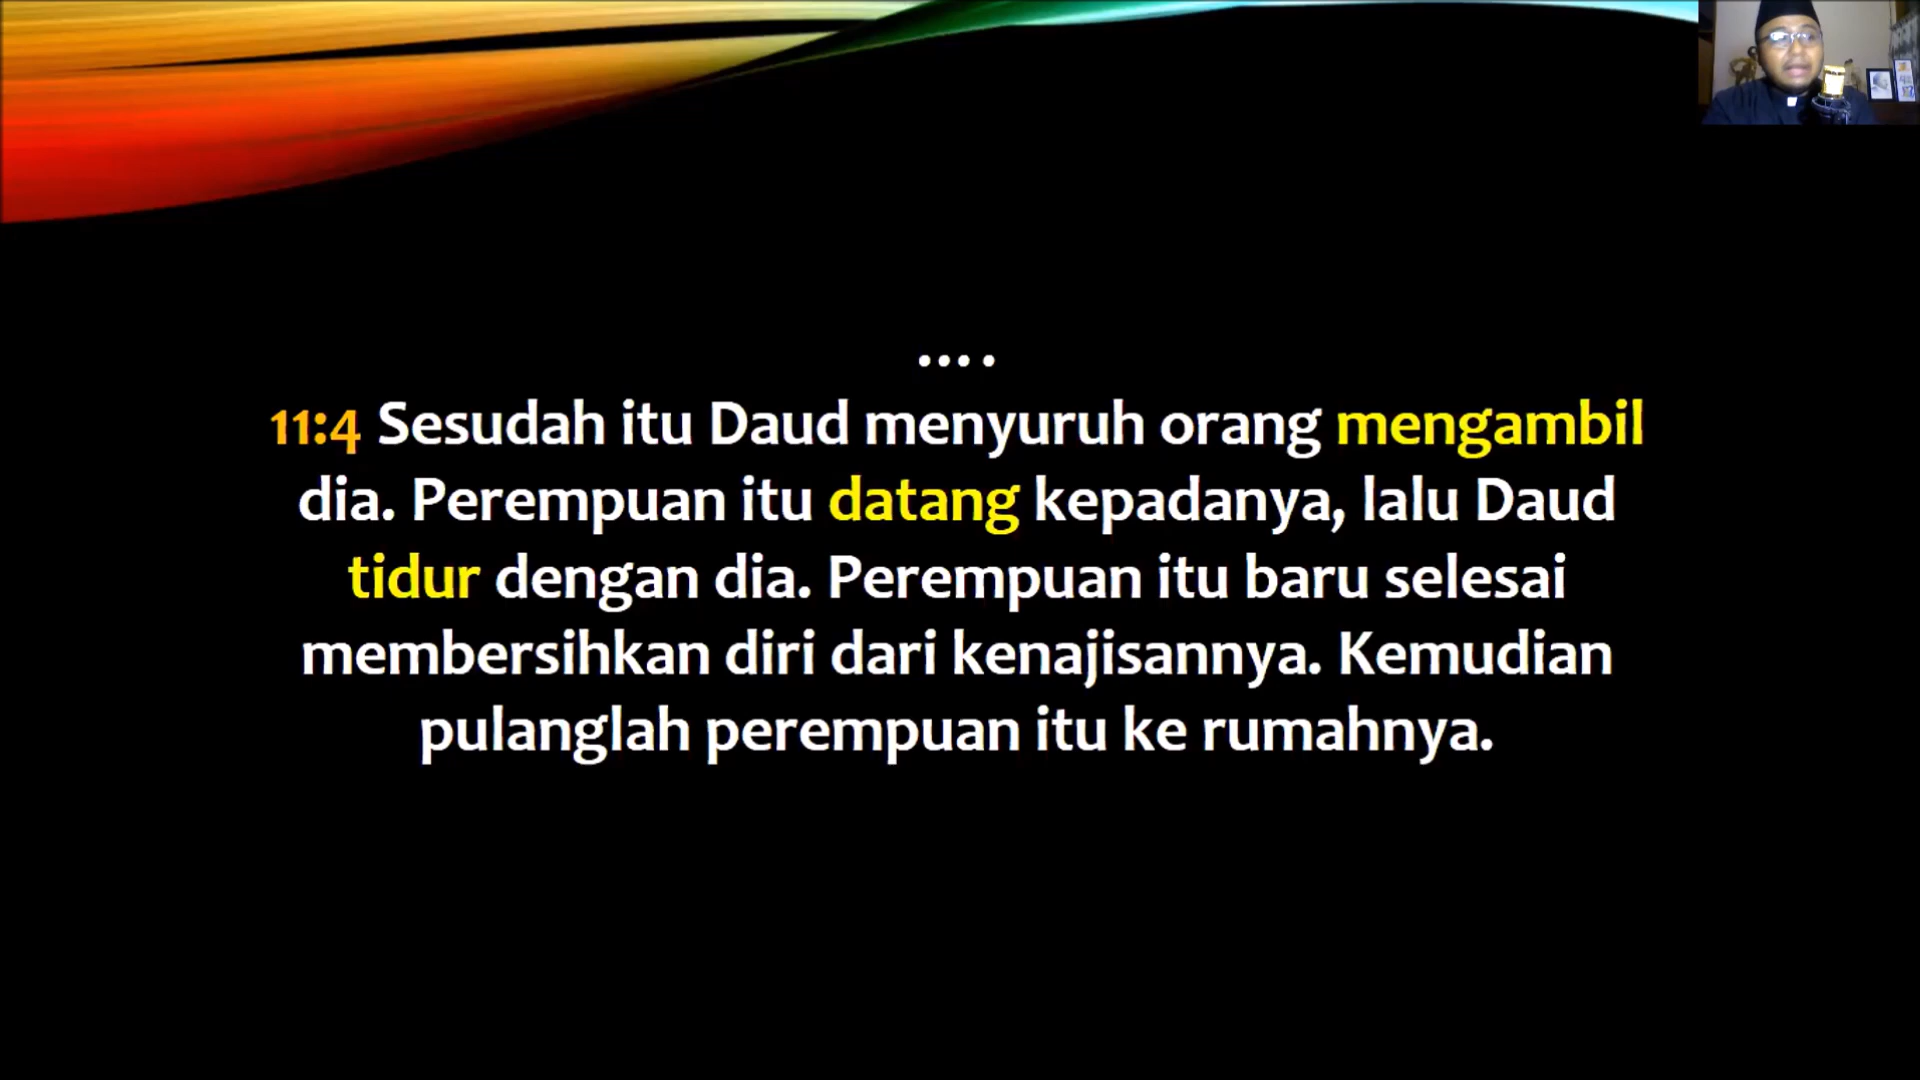 ....
11:4 Sesudah itu Daud menyuruh orang mengambil
dia. Perempuan itu datang kepadanya, lalu Daud
tidur dengan dia. Perempuan itu baru selesai
membersihkan diri dari kenajisannya. Kemudian
pulanglah perempuan itu ke rumahnya.